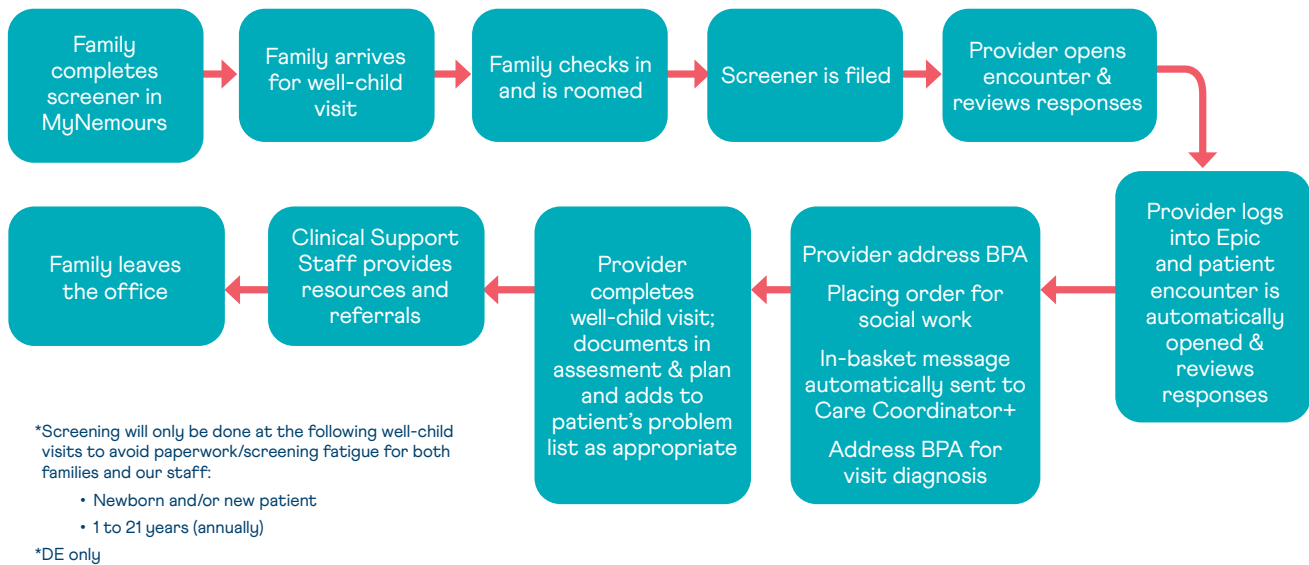 Family
completes
screener in
MyNemours
Family arrives
for well-child
visit
Family checks in
and is roomed
Screener is filed
Provider opens
encounter &
reviews responses
Provider logs
into Epic
and patient
encounter is
automatically
opened &
reviews
responses
Provider address BPA
Placing order for
social work
In-basket message
automatically sent to
Care Coordinator+
Address BPA for
visit diagnosis
Provider
completes
well-child visit;
documents in
assesment & plan
and adds to
patient's problem
list as appropriate
Clinical Support
Staff provides
resources and
referrals
Family leaves
the office
*Screening will only be done at the following well-child
visits to avoid paperwork/screening fatigue for both
families and our staff:
• Newborn and/or new patient
• 1 to 21 years (annually)
*DE only